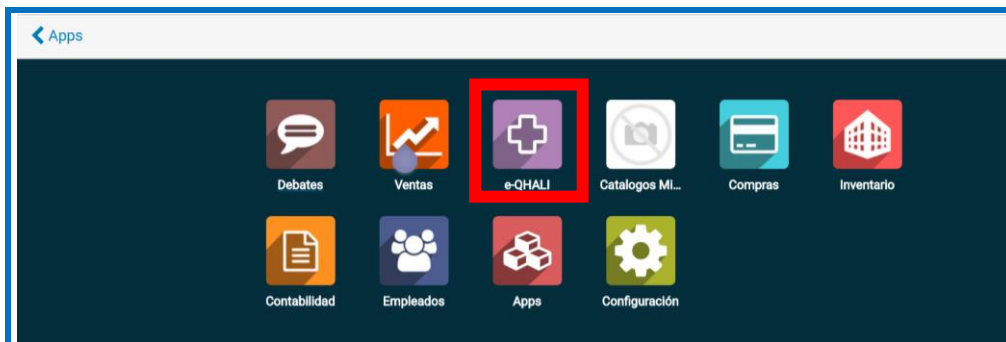 Apps
Debates
Ventas
e-QHALI
Catalogos Mi...
Compras
Inventario
Contabilidad
Empleados
Apps
Configuración